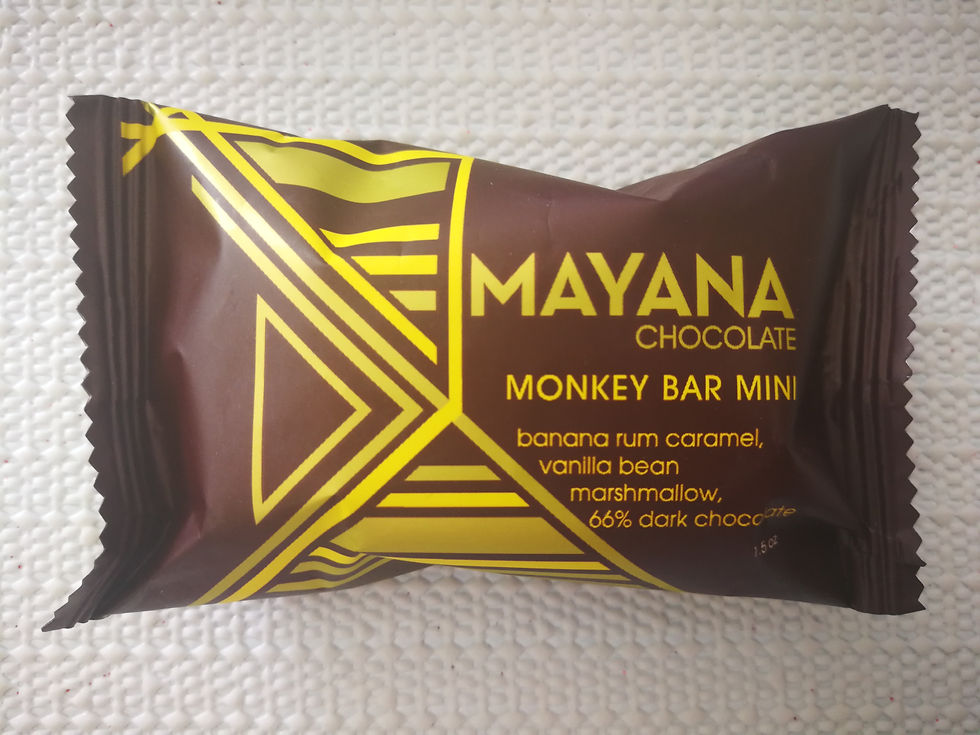 MAYANA
CHOCOLATE
MONKEY BAR MINI
banana rum caramel,
vanilla bean
marshmallow,
66% dark chocolate
1.5 oz